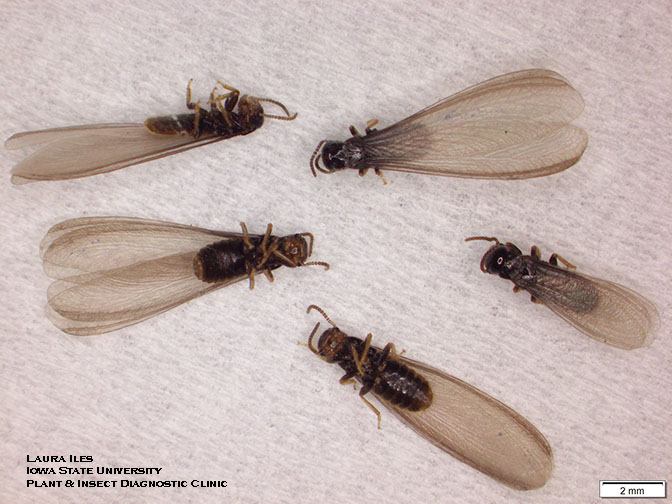 Laura Iles
Iowa State University
Plant & Insect Diagnostic Clinic
2 mm